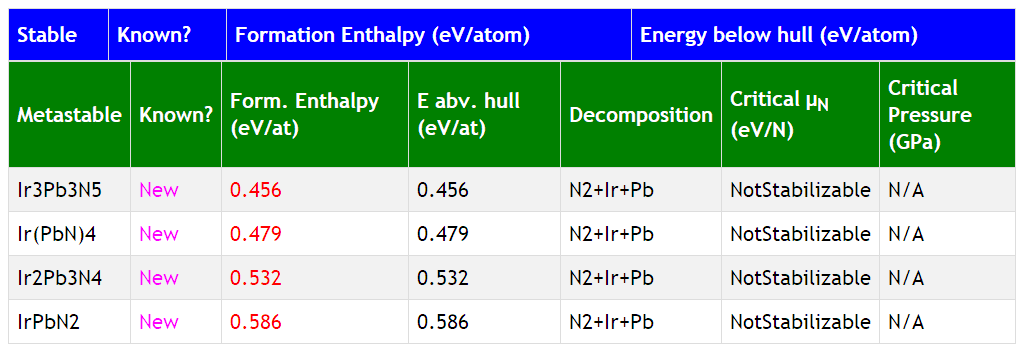 Stable Known? Formation Enthalpy (eV/atom) Energy below hull (eV/atom)
Metastable Known? Form. Enthalpy (eV/at) E abv. hull (eV/at) Decomposition Critical μN (eV/N) Critical Pressure (GPa)
Ir3Pb3N5 New 0.456 0.456 N2+Ir+Pb NotStabilizable N/A
Ir(PbN)4 New 0.479 0.479 N2+Ir+Pb NotStabilizable N/A
Ir2Pb3N4 New 0.532 0.532 N2+Ir+Pb NotStabilizable N/A
IrPbN2 New 0.586 0.586 N2+Ir+Pb NotStabilizable N/A